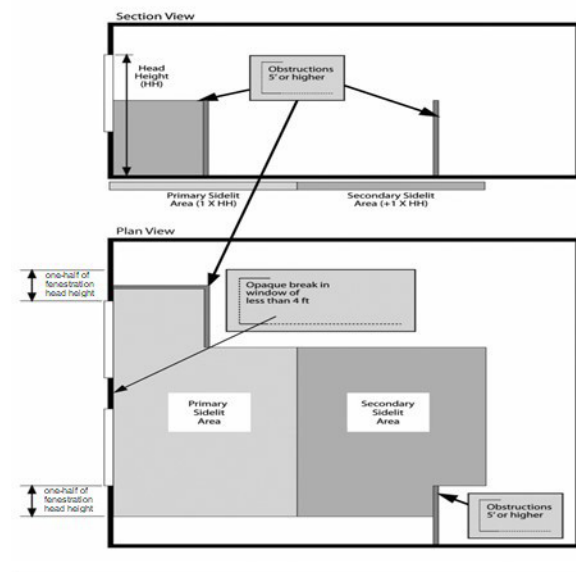 Section View
Head
Height
(HH)
Obstructions
5' or higher
Primary Sidelit
Area (1 X HH)
Secondary Sidelit
Area (+1 X HH)
Plan View
one-half of
fenestration
head height
Opaque break in
window of
less than 4 ft
Primary
Sidelit
Area
Secondary
Sidelit
Area
one-half of
fenestration
head height
Obstructions
5' or higher